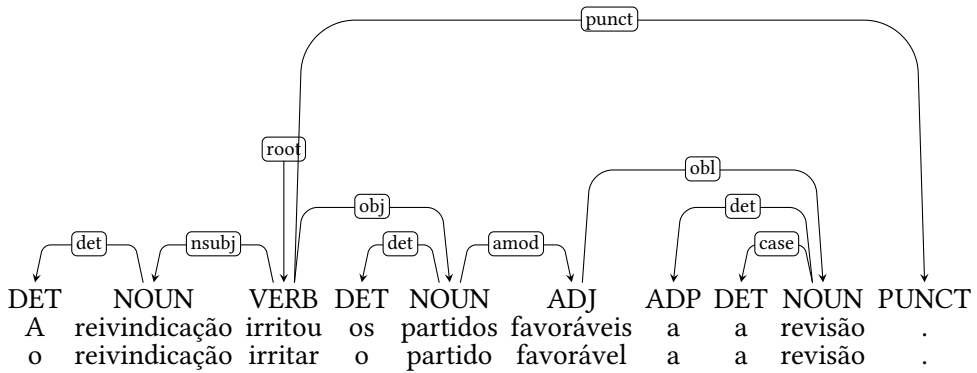 punct
root
obl
obj det
det nsubj det amod case
DET NOUN VERB DET NOUN ADJ ADP DET NOUN PUNCT
A reivindicação irritou os partidos favoráveis a a revisão .
o reivindicação irritar o partido favorável a a revisão .